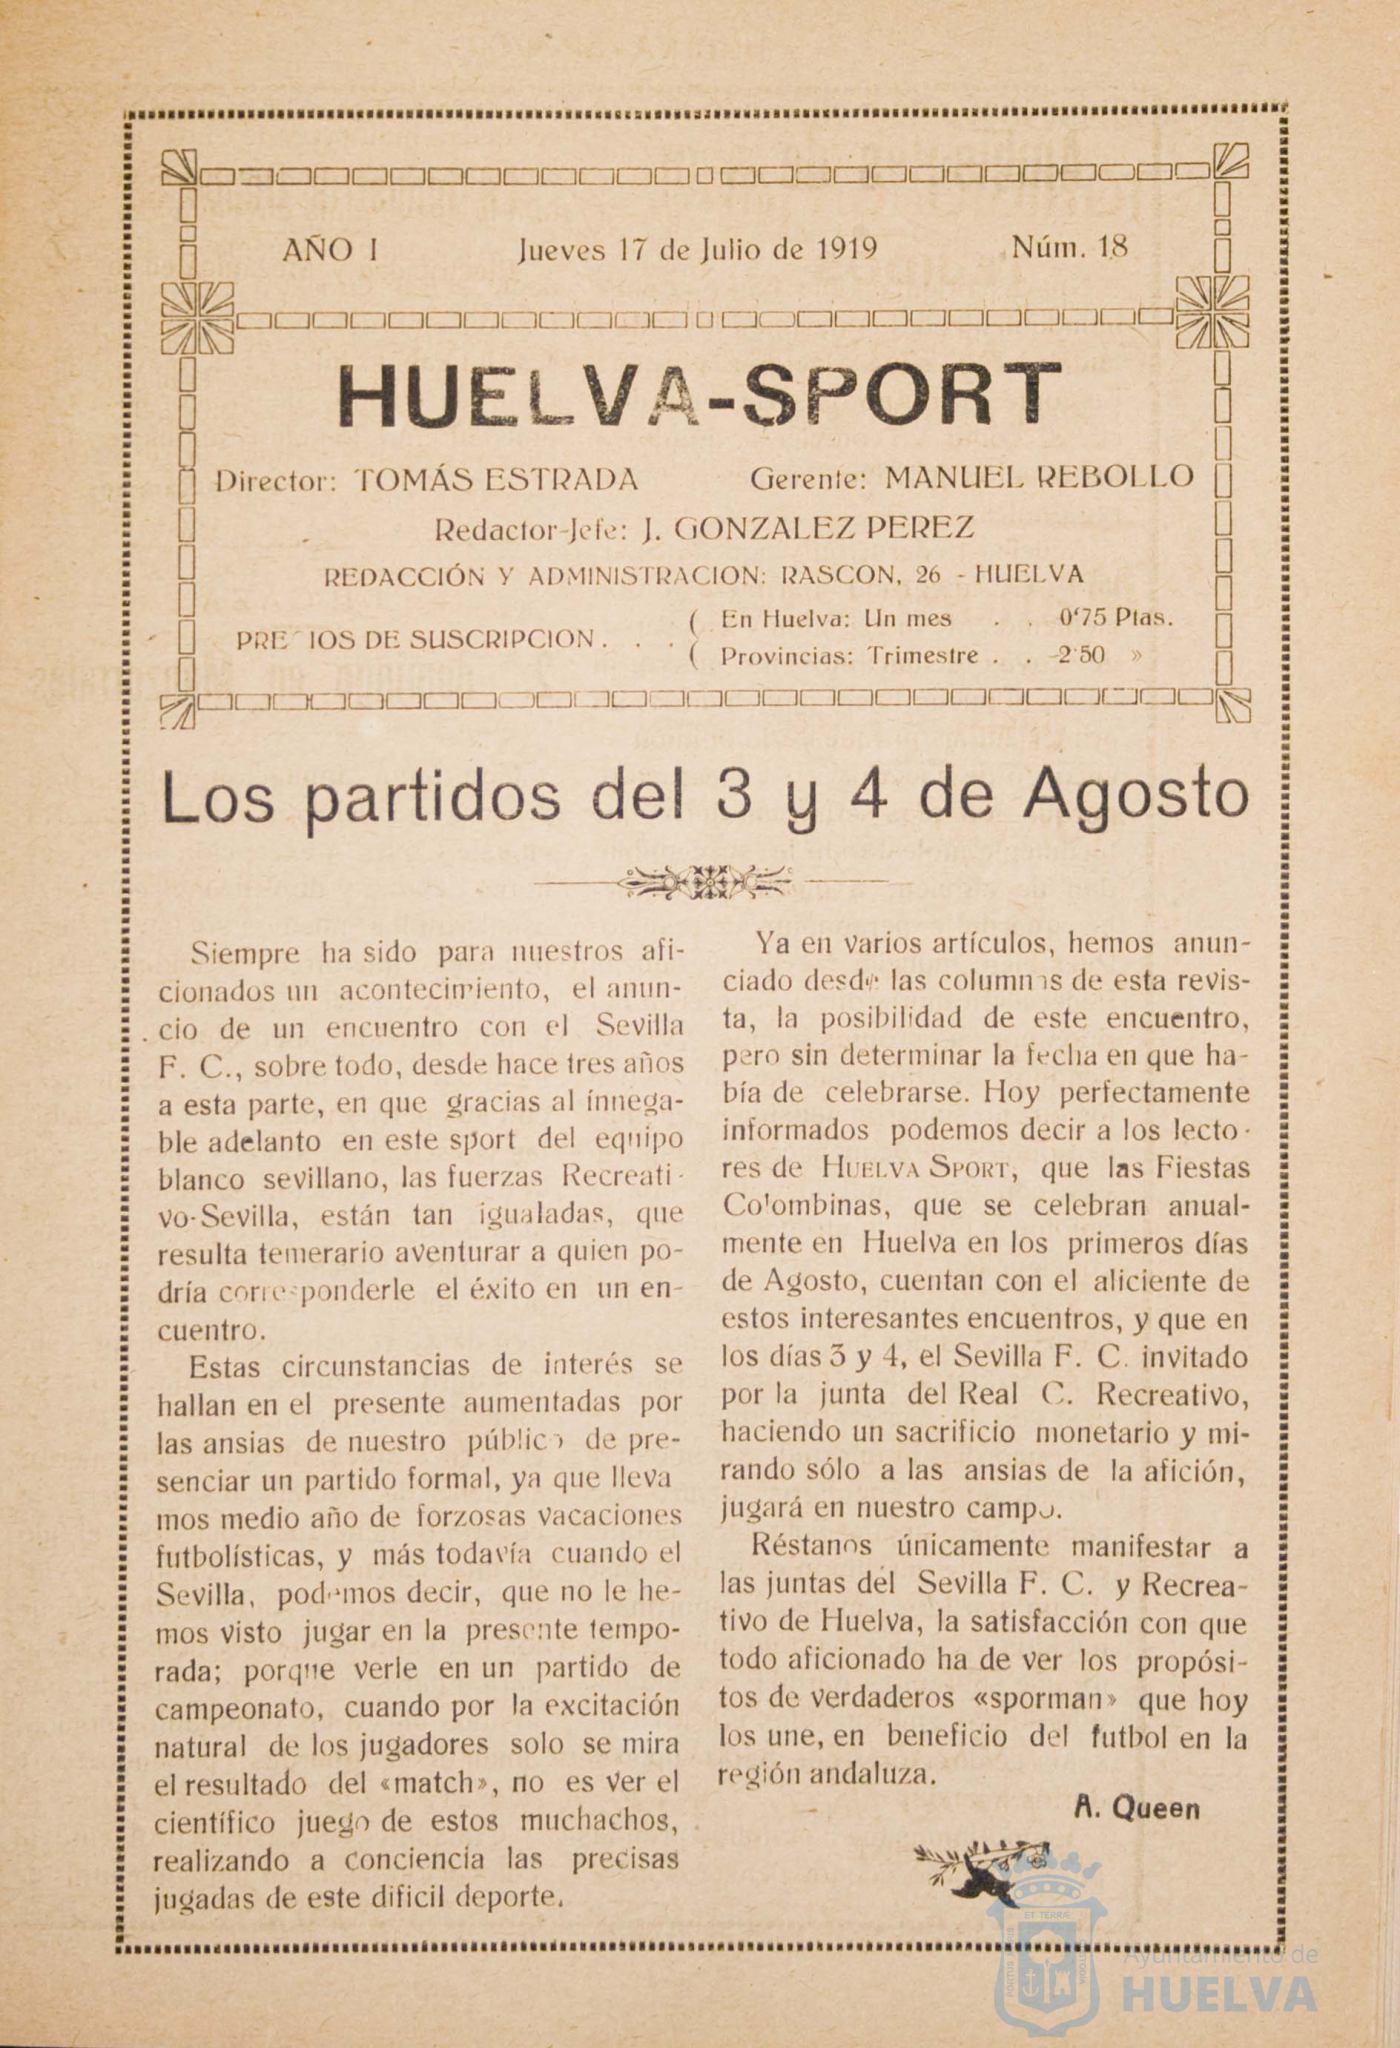 AÑO I Jueves 17 de Julio de 1919 Núm. 18
HUELVA-SPORT
Director: TOMÁS ESTRADA Gerente: MANUEL REBOLLO
Redactor-Jefe: J. GONZALEZ PEREZ
REDACCIÓN Y ADMINISTRACION: RASCON, 26 - HUELVA
PRECIOS DE SUSCRIPCION. . . ( En Huelva: Un mes . . 0'75 Ptas.
( Provincias: Trimestre . . 2'50 »
Los partidos del 3 y 4 de Agosto
Siempre ha sido para nuestros afi-
cionados un acontecimiento, el anun-
cio de un encuentro con el Sevilla
F. C., sobre todo, desde hace tres años
a esta parte, en que gracias al ínnega-
ble adelanto en este sport del equipo
blanco sevillano, las fuerzas Recreati-
vo-Sevilla, están tan igualadas, que
resulta temerario aventurar a quien po-
dría corresponderle el éxito en un en-
cuentro.
Estas circunstancias de interés se
hallan en el presente aumentadas por
las ansias de nuestro público de pre-
senciar un partido formal, ya que lleva
mos medio año de forzosas vacaciones
futbolísticas, y más todavía cuando el
Sevilla, podemos decir, que no le he-
mos visto jugar en la presente tempo-
rada; porque verle en un partido de
campeonato, cuando por la excitación
natural de los jugadores solo se mira
el resultado del «match», no es ver el
científico juego de estos muchachos,
realizando a conciencia las precisas
jugadas de este dificil deporte.
Ya en varios artículos, hemos anun-
ciado desde las columnas de esta revis-
ta, la posibilidad de este encuentro,
pero sin determinar la fecha en que ha-
bía de celebrarse. Hoy perfectamente
informados podemos decir a los lecto-
res de HUELVA SPORT, que las Fiestas
Colombinas, que se celebran anual-
mente en Huelva en los primeros días
de Agosto, cuentan con el aliciente de
estos interesantes encuentros, y que en
los días 3 y 4, el Sevilla F. C. invitado
por la junta del Real C. Recreativo,
haciendo un sacrificio monetario y mi-
rando sólo a las ansias de la afición,
jugará en nuestro campo.
Réstanos únicamente manifestar a
las juntas del Sevilla F. C. y Recrea-
tivo de Huelva, la satisfacción con que
todo aficionado ha de ver los propósi-
tos de verdaderos «sporman» que hoy
los une, en beneficio del futbol en la
región andaluza.
A. Queen
ET TERRÆ
Ayuntamiento de
HUELVA